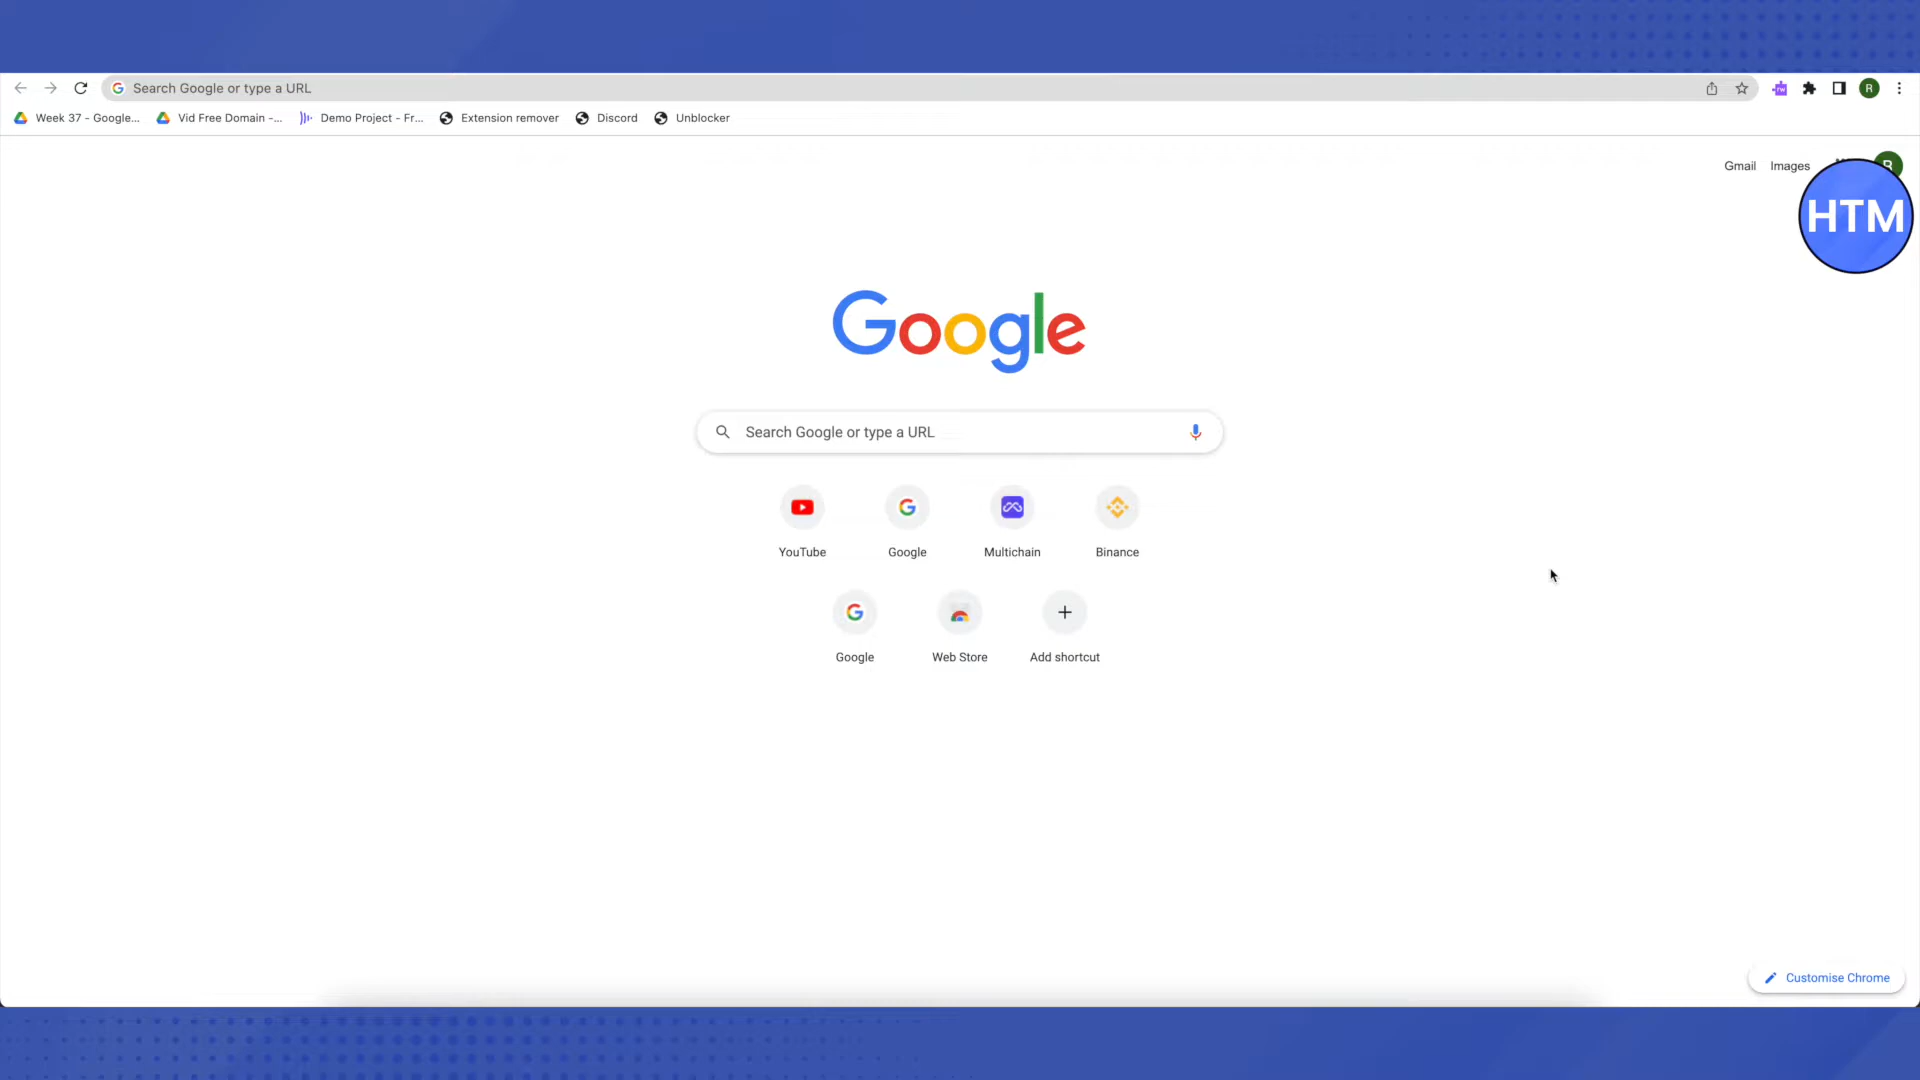 Search Google or type a URL
R
Week 37 - Google...
Vid Free Domain -...
Demo Project - Fr...
Extension remover
Discord
Unblocker
Gmail
Images
HTM
Google
Search Google or type a URL
YouTube
Google
Multichain
Binance
Google
Web Store
Add shortcut
Customise Chrome